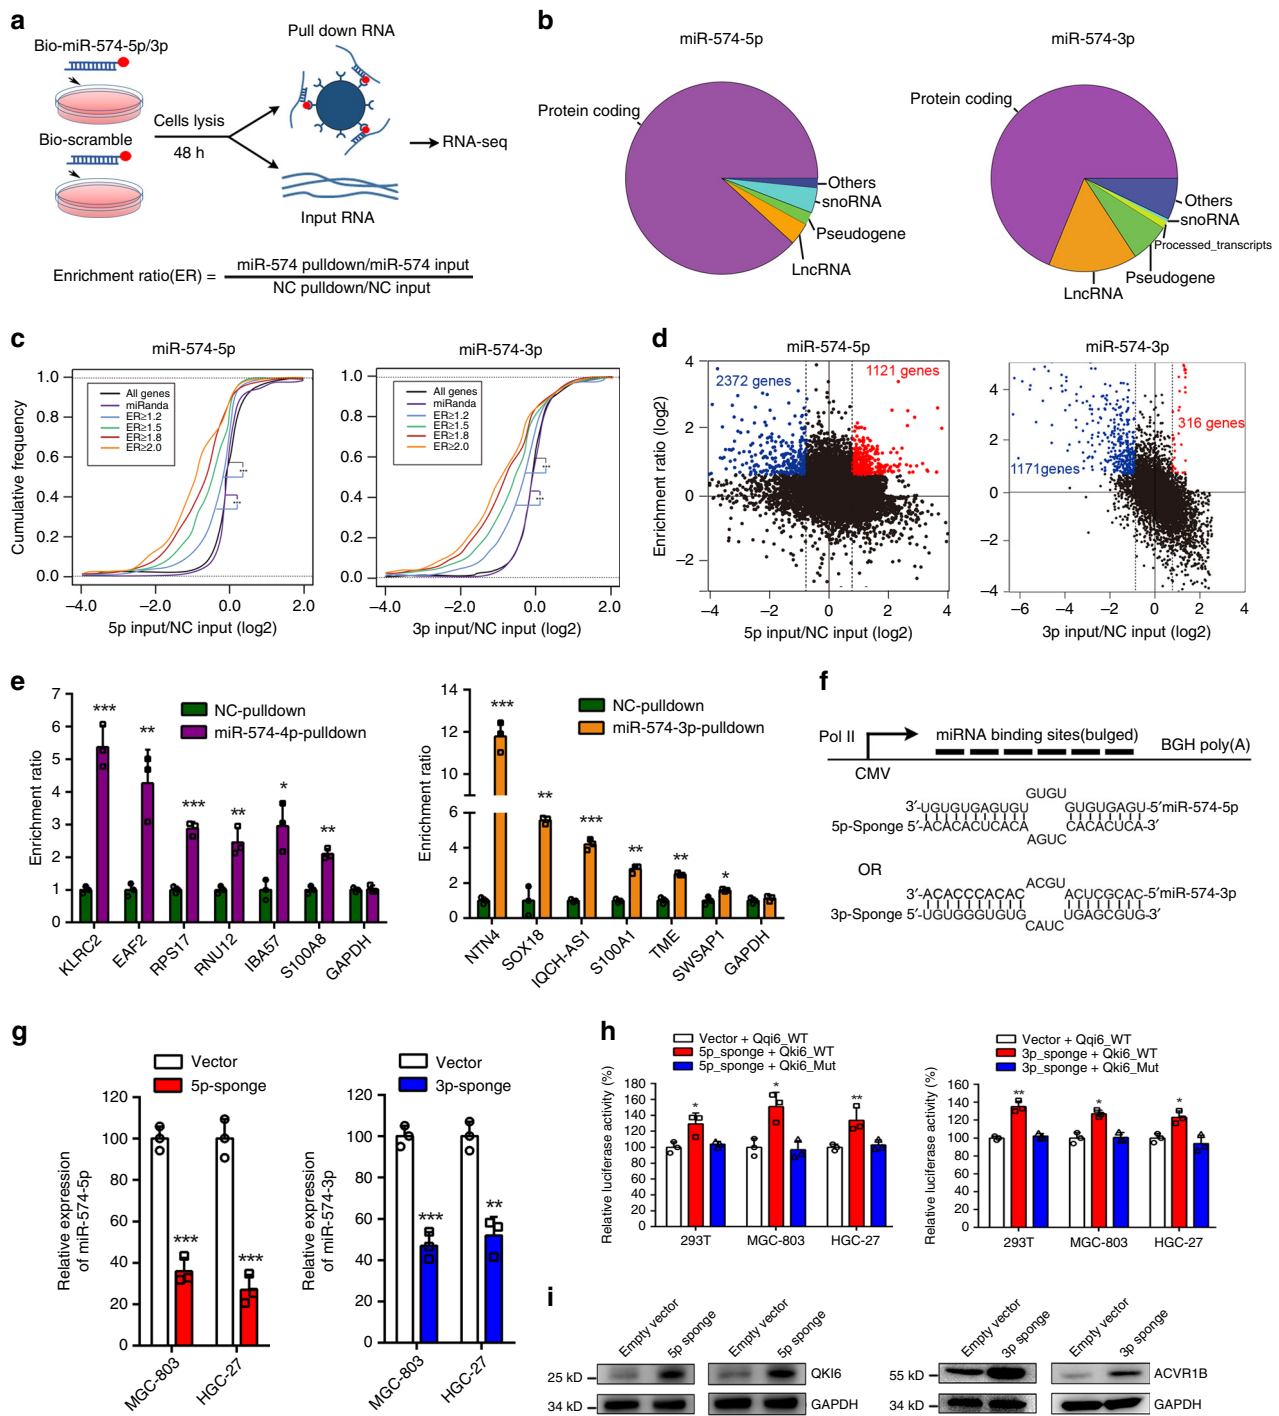 a
Bio-miR-574-5p/3p
Bio-scramble
Cells lysis
48 h
Pull down RNA
Input RNA
RNA-seq
Enrichment ratio(ER) =
miR-574 pulldown/miR-574 input
NC pulldown/NC input
b
miR-574-5p
Protein coding
Others
snoRNA
Pseudogene
LncRNA
miR-574-3p
Protein coding
Others
snoRNA
Processed_transcripts
Pseudogene
LncRNA
c
miR-574-5p
Cumulative frequency
1.0
0.8
0.6
0.4
0.2
0.0
All genes
miRanda
ER≥1.2
ER≥1.5
ER≥1.8
ER≥2.0
***
***
−4.0 −2.0 0.0 2.0
5p input/NC input (log2)
miR-574-3p
1.0
0.8
0.6
0.4
0.2
0.0
All genes
miRanda
ER≥1.2
ER≥1.5
ER≥1.8
ER≥2.0
***
***
−4.0 −2.0 0.0 2.0
3p input/NC input (log2)
d
miR-574-5p
Enrichment ratio (log2)
4
2
0
−2
2372 genes
1121 genes
−4 −2 0 2 4
5p input/NC input (log2)
miR-574-3p
4
2
0
−2
−4
1171genes
316 genes
−6 −4 −2 0 2 4
3p input/NC input (log2)
e
Enrichment ratio
7
6
5
4
3
2
1
0
NC-pulldown
miR-574-4p-pulldown
*** ** *** ** * **
KLRC2 EAF2 RPS17 RNU12 IBA57 S100A8 GAPDH
Enrichment ratio
14
12
10
8
6
4
2
0
NC-pulldown
miR-574-3p-pulldown
*** ** *** ** ** *
NTN4 SOX18 IQCH-AS1 S100A1 TME SWSAP1 GAPDH
f
Pol II
CMV
miRNA binding sites(bulged)
BGH poly(A)
GUGU
3′-UGUGUGAGUGU GUGUGAGU-5′miR-574-5p
5p-Sponge 5′-ACACACUCACA CACACUCA-3′
AGUC
OR
ACGU
3′-ACACCCACAC ACUCGCAC-5′miR-574-3p
3p-Sponge 5′-UGUGGGUGUG UGAGCGUG-3′
CAUC
g
Relative expression
of miR-574-5p
120
100
80
60
40
20
0
Vector
5p-sponge
*** ***
MGC-803 HGC-27
Relative expression
of miR-574-3p
120
100
80
60
40
20
0
Vector
3p-sponge
*** **
MGC-803 HGC-27
h
Relative luciferase activity (%)
Vector + Qqi6_WT
5p_sponge + Qki6_WT
5p_sponge + Qki6_Mut
180
160
140
120
100
80
60
40
20
0
* * **
293T MGC-803 HGC-27
Relative luciferase activity (%)
Vector + Qqi6_WT
3p_sponge + Qki6_WT
3p_sponge + Qki6_Mut
160
140
120
100
80
60
40
20
0
** * *
293T MGC-803 HGC-27
i
Empty vector 5p sponge Empty vector 5p sponge
25 kD QKI6
34 kD GAPDH
Empty vector 3p sponge Empty vector 3p sponge
55 kD ACVR1B
34 kD GAPDH